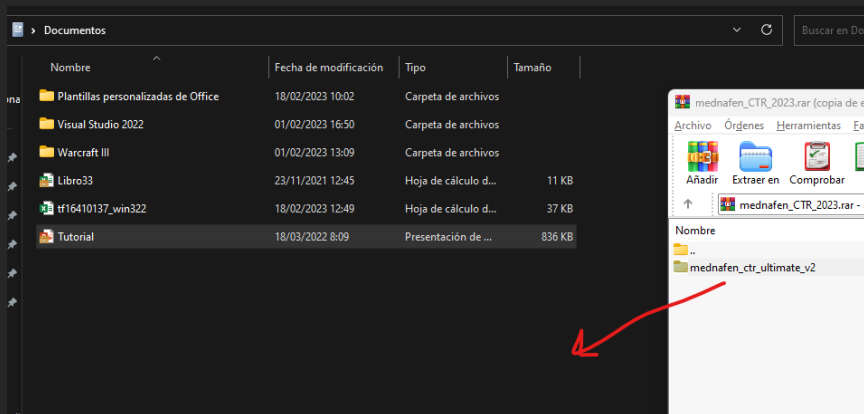 Documentos
Buscar en Do
Nombre
Fecha de modificación
Tipo
Tamaño
Plantillas personalizadas de Office
18/02/2023 10:02
Carpeta de archivos
Visual Studio 2022
01/02/2023 16:50
Carpeta de archivos
Warcraft III
01/02/2023 13:09
Carpeta de archivos
Libro33
23/11/2021 12:45
Hoja de cálculo d...
11 KB
tf16410137_win322
18/02/2023 12:49
Hoja de cálculo d...
37 KB
Tutorial
18/03/2022 8:09
Presentación de ...
836 KB
ona
mednafen_CTR_2023.rar (copia de e
Archivo Órdenes Herramientas Fa
Añadir Extraer en Comprobar
mednafen_CTR_2023.rar -
Nombre
..
mednafen_ctr_ultimate_v2